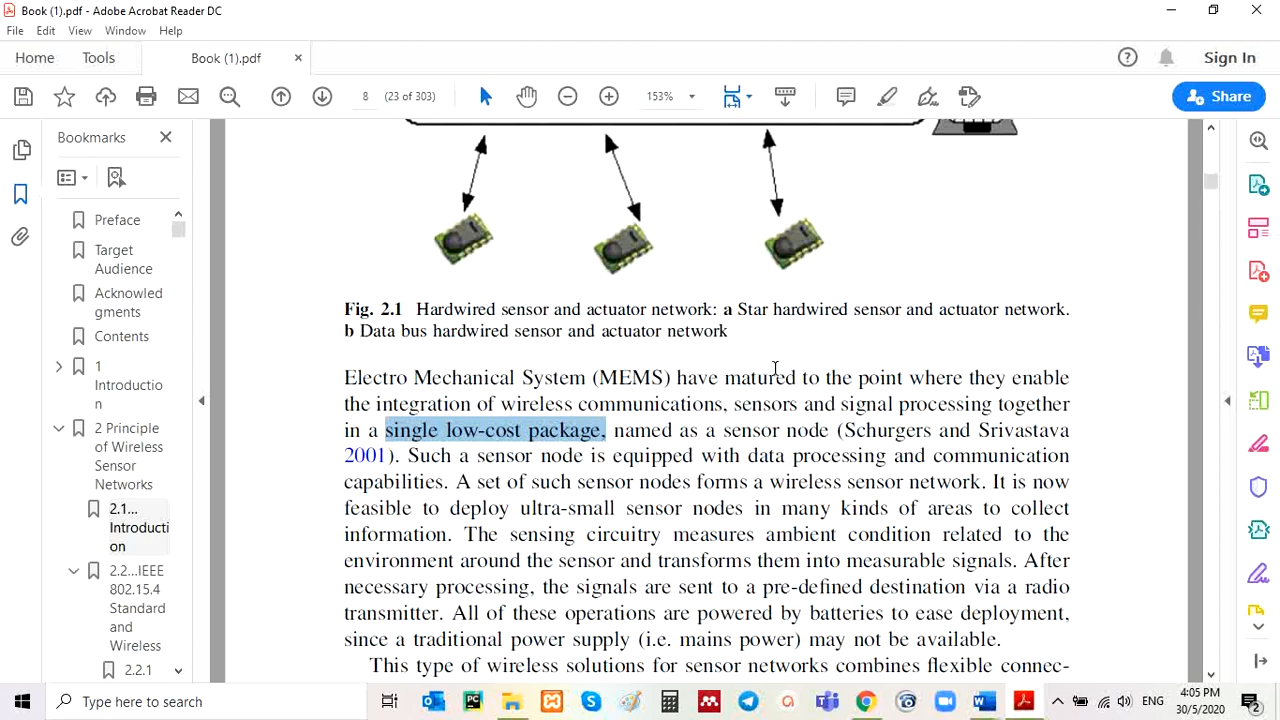 Book (1).pdf - Adobe Acrobat Reader DC
File Edit View Window Help
Home Tools Book (1).pdf × Sign In
8 (23 of 303) 153% Share
Bookmarks
Preface
Target
Audience
Acknowled
gments
Contents
1
Introductio
n
2 Principle
of Wireless
Sensor
Networks
2.1...
Introducti
on
2.2...IEEE
802.15.4
Standard
and
Wireless
2.2.1
Fig. 2.1 Hardwired sensor and actuator network: a Star hardwired sensor and actuator network.
b Data bus hardwired sensor and actuator network
Electro Mechanical System (MEMS) have matured to the point where they enable
the integration of wireless communications, sensors and signal processing together
in a single low-cost package, named as a sensor node (Schurgers and Srivastava
2001). Such a sensor node is equipped with data processing and communication
capabilities. A set of such sensor nodes forms a wireless sensor network. It is now
feasible to deploy ultra-small sensor nodes in many kinds of areas to collect
information. The sensing circuitry measures ambient condition related to the
environment around the sensor and transforms them into measurable signals. After
necessary processing, the signals are sent to a pre-defined destination via a radio
transmitter. All of these operations are powered by batteries to ease deployment,
since a traditional power supply (i.e. mains power) may not be available.
This type of wireless solutions for sensor networks combines flexible connec-
Type here to search
ENG
4:05 PM
30/5/2020
2